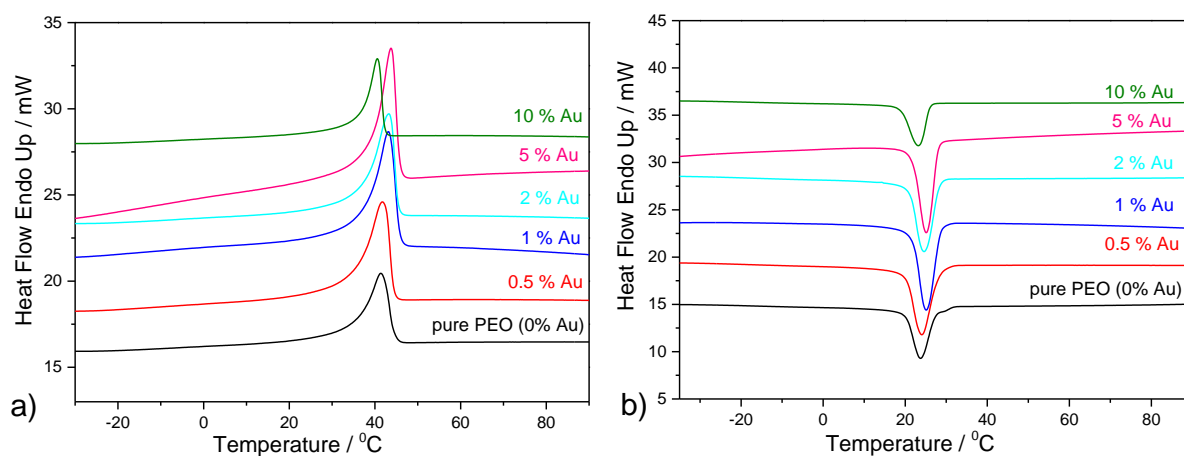 35
30
25
20
15
Heat Flow Endo Up / mW
10 % Au
5 % Au
2 % Au
1 % Au
0.5 % Au
pure PEO (0% Au)
-20
0
20
40
60
80
Temperature / ⁰C
a)
45
40
35
30
25
20
15
10
5
Heat Flow Endo Up / mW
10 % Au
5 % Au
2 % Au
1 % Au
0.5 % Au
pure PEO (0% Au)
-20
0
20
40
60
80
Temperature / ⁰C
b)